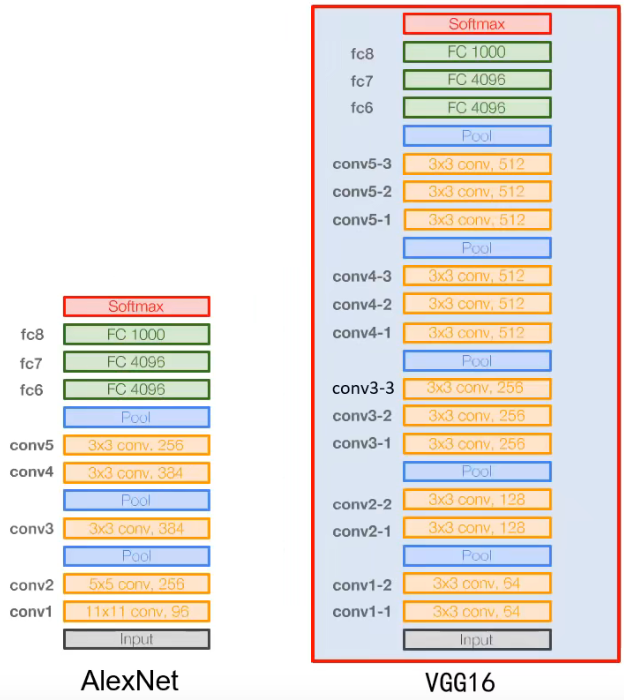 Softmax
fc8 FC 1000
fc7 FC 4096
fc6 FC 4096
Pool
conv5-3 3x3 conv, 512
conv5-2 3x3 conv, 512
conv5-1 3x3 conv, 512
Pool
conv4-3 3x3 conv, 512
conv4-2 3x3 conv, 512
conv4-1 3x3 conv, 512
Pool
conv3-3 3x3 conv, 256
conv3-2 3x3 conv, 256
conv3-1 3x3 conv, 256
Pool
conv2-2 3x3 conv, 128
conv2-1 3x3 conv, 128
Pool
conv1-2 3x3 conv, 64
conv1-1 3x3 conv, 64
Input
VGG16
Softmax
fc8 FC 1000
fc7 FC 4096
fc6 FC 4096
Pool
conv5 3x3 conv, 256
conv4 3x3 conv, 384
Pool
conv3 3x3 conv, 384
Pool
conv2 5x5 conv, 256
conv1 11x11 conv, 96
Input
AlexNet